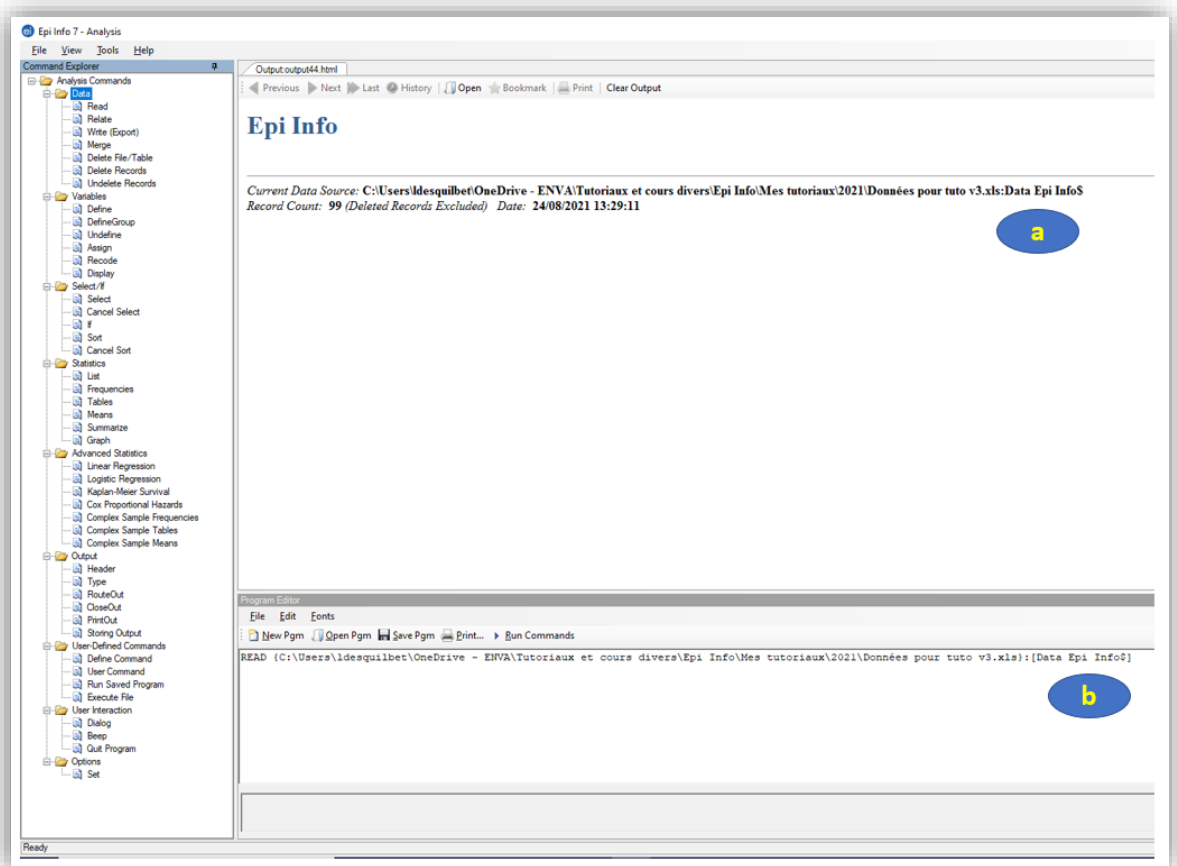 Epi Info 7 - Analysis
File View Tools Help
Command Explorer
Analysis Commands
Data
Read
Relate
Write (Export)
Merge
Delete File/Table
Delete Records
Undelete Records
Variables
Define
DefineGroup
Undefine
Assign
Recode
Display
Select/If
Select
Cancel Select
If
Sort
Cancel Sort
Statistics
List
Frequencies
Tables
Means
Summarize
Graph
Advanced Statistics
Linear Regression
Logistic Regression
Kaplan-Meier Survival
Cox Proportional Hazards
Complex Sample Frequencies
Complex Sample Tables
Complex Sample Means
Output
Header
Type
RouteOut
CloseOut
PrintOut
Storing Output
User-Defined Commands
Define Command
User Command
Run Saved Program
Execute File
User Interaction
Dialog
Beep
Quit Program
Options
Set
Output:output44.html
Previous Next Last History Open Bookmark Print Clear Output
Epi Info
Current Data Source: C:\Users\ldesquilbet\OneDrive - ENVA\Tutoriaux et cours divers\Epi Info\Mes tutoriaux\2021\Données pour tuto v3.xls:Data Epi Info$
Record Count: 99 (Deleted Records Excluded) Date: 24/08/2021 13:29:11
a
Program Editor
File Edit Fonts
New Pgm Open Pgm Save Pgm Print... Run Commands
READ {C:\Users\ldesquilbet\OneDrive - ENVA\Tutoriaux et cours divers\Epi Info\Mes tutoriaux\2021\Données pour tuto v3.xls}:[Data Epi Info$]
b
Ready